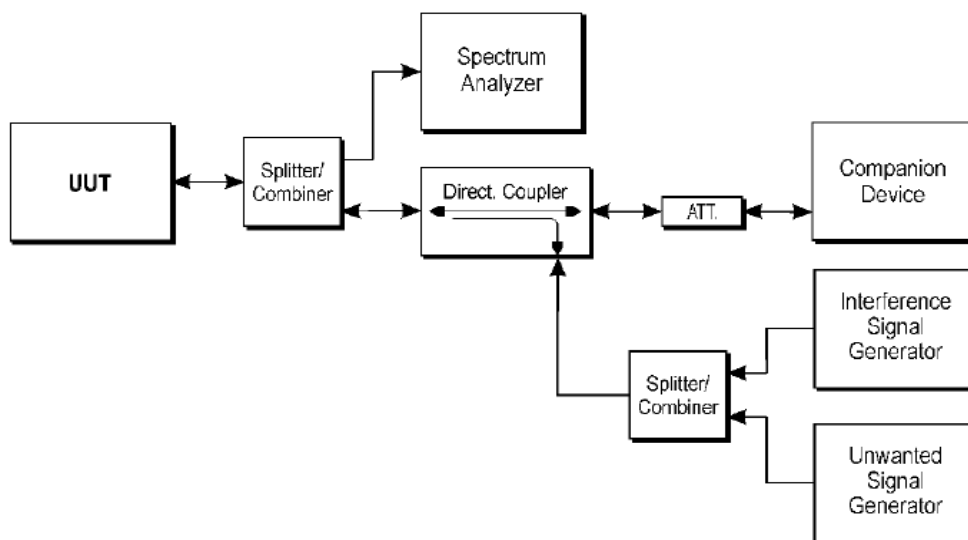 Spectrum
Analyzer
UUT
Splitter/
Combiner
Direct. Coupler
ATT.
Companion
Device
Interference
Signal
Generator
Splitter/
Combiner
Unwanted
Signal
Generator